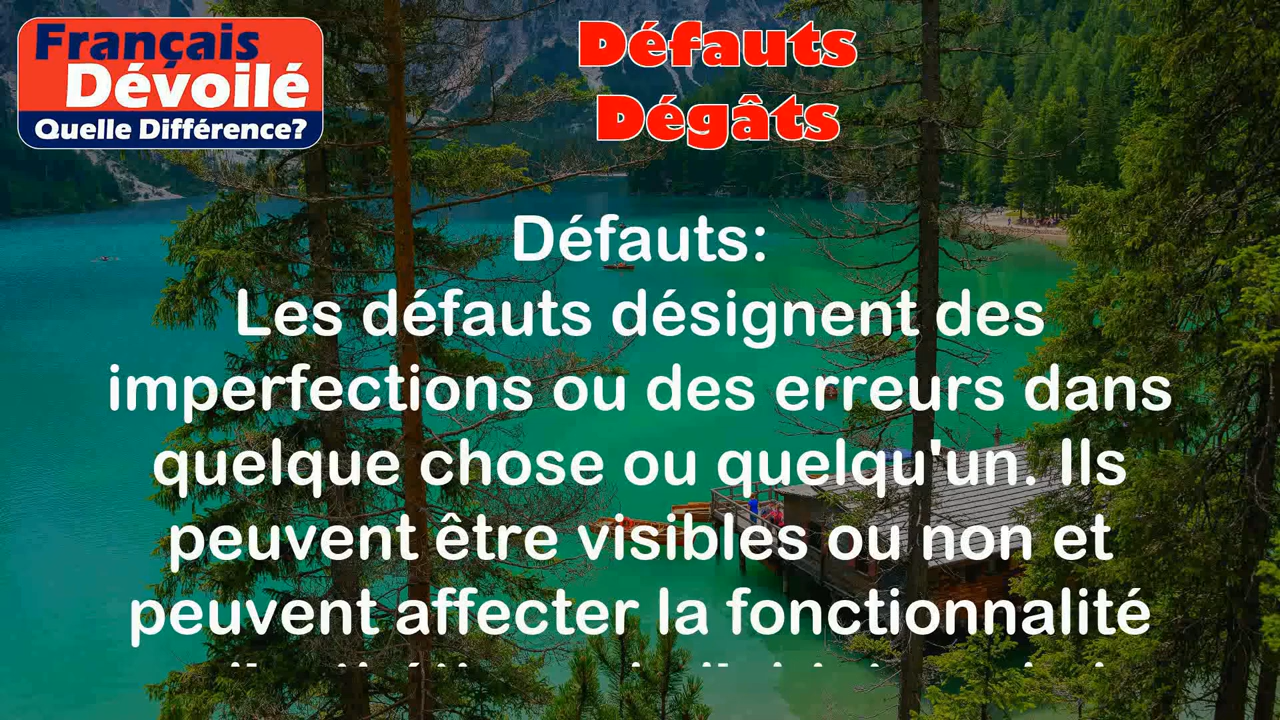 Français
Dévoilé
Quelle Différence?
Défauts
Dégâts
Défauts:
Les défauts désignent des
imperfections ou des erreurs dans
quelque chose ou quelqu'un. Ils
peuvent être visibles ou non et
peuvent affecter la fonctionnalité